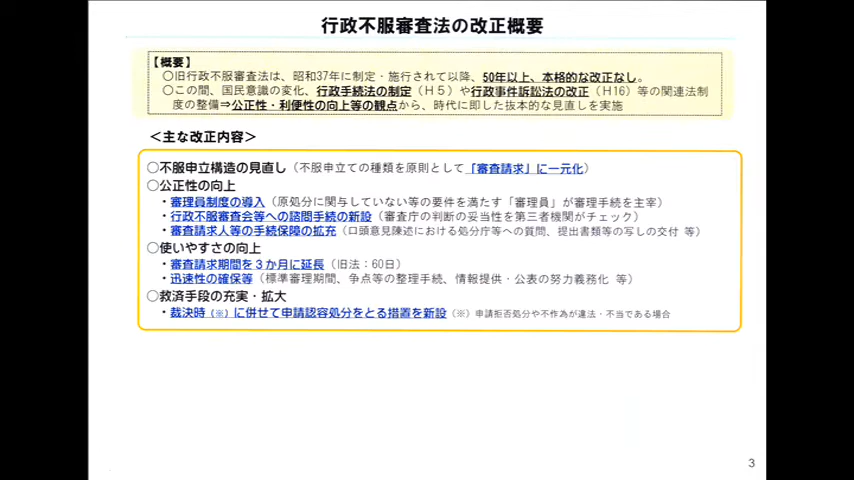 行政不服審査法の改正概要
【概要】
○旧行政不服審査法は、昭和37年に制定・施行されて以降、50年以上、本格的な改正なし。
○この間、国民意識の変化、行政手続法の制定（Ｈ５）や行政事件訴訟法の改正（Ｈ16）等の関連法制
度の整備⇒公正性・利便性の向上等の観点から、時代に即した抜本的な見直しを実施
＜主な改正内容＞
○不服申立構造の見直し（不服申立ての種類を原則として「審査請求」に一元化）
○公正性の向上
・審理員制度の導入（原処分に関与していない等の要件を満たす「審理員」が審理手続を主宰）
・行政不服審査会等への諮問手続の新設（審査庁の判断の妥当性を第三者機関がチェック）
・審査請求人等の手続保障の拡充（口頭意見陳述における処分庁等への質問、提出書類等の写しの交付 等）
○使いやすさの向上
・審査請求期間を３か月に延長（旧法：60日）
・迅速性の確保等（標準審理期間、争点等の整理手続、情報提供・公表の努力義務化 等）
○救済手段の充実・拡大
・裁決時（※）に併せて申請認容処分をとる措置を新設（※）申請拒否処分や不作為が違法・不当である場合
3